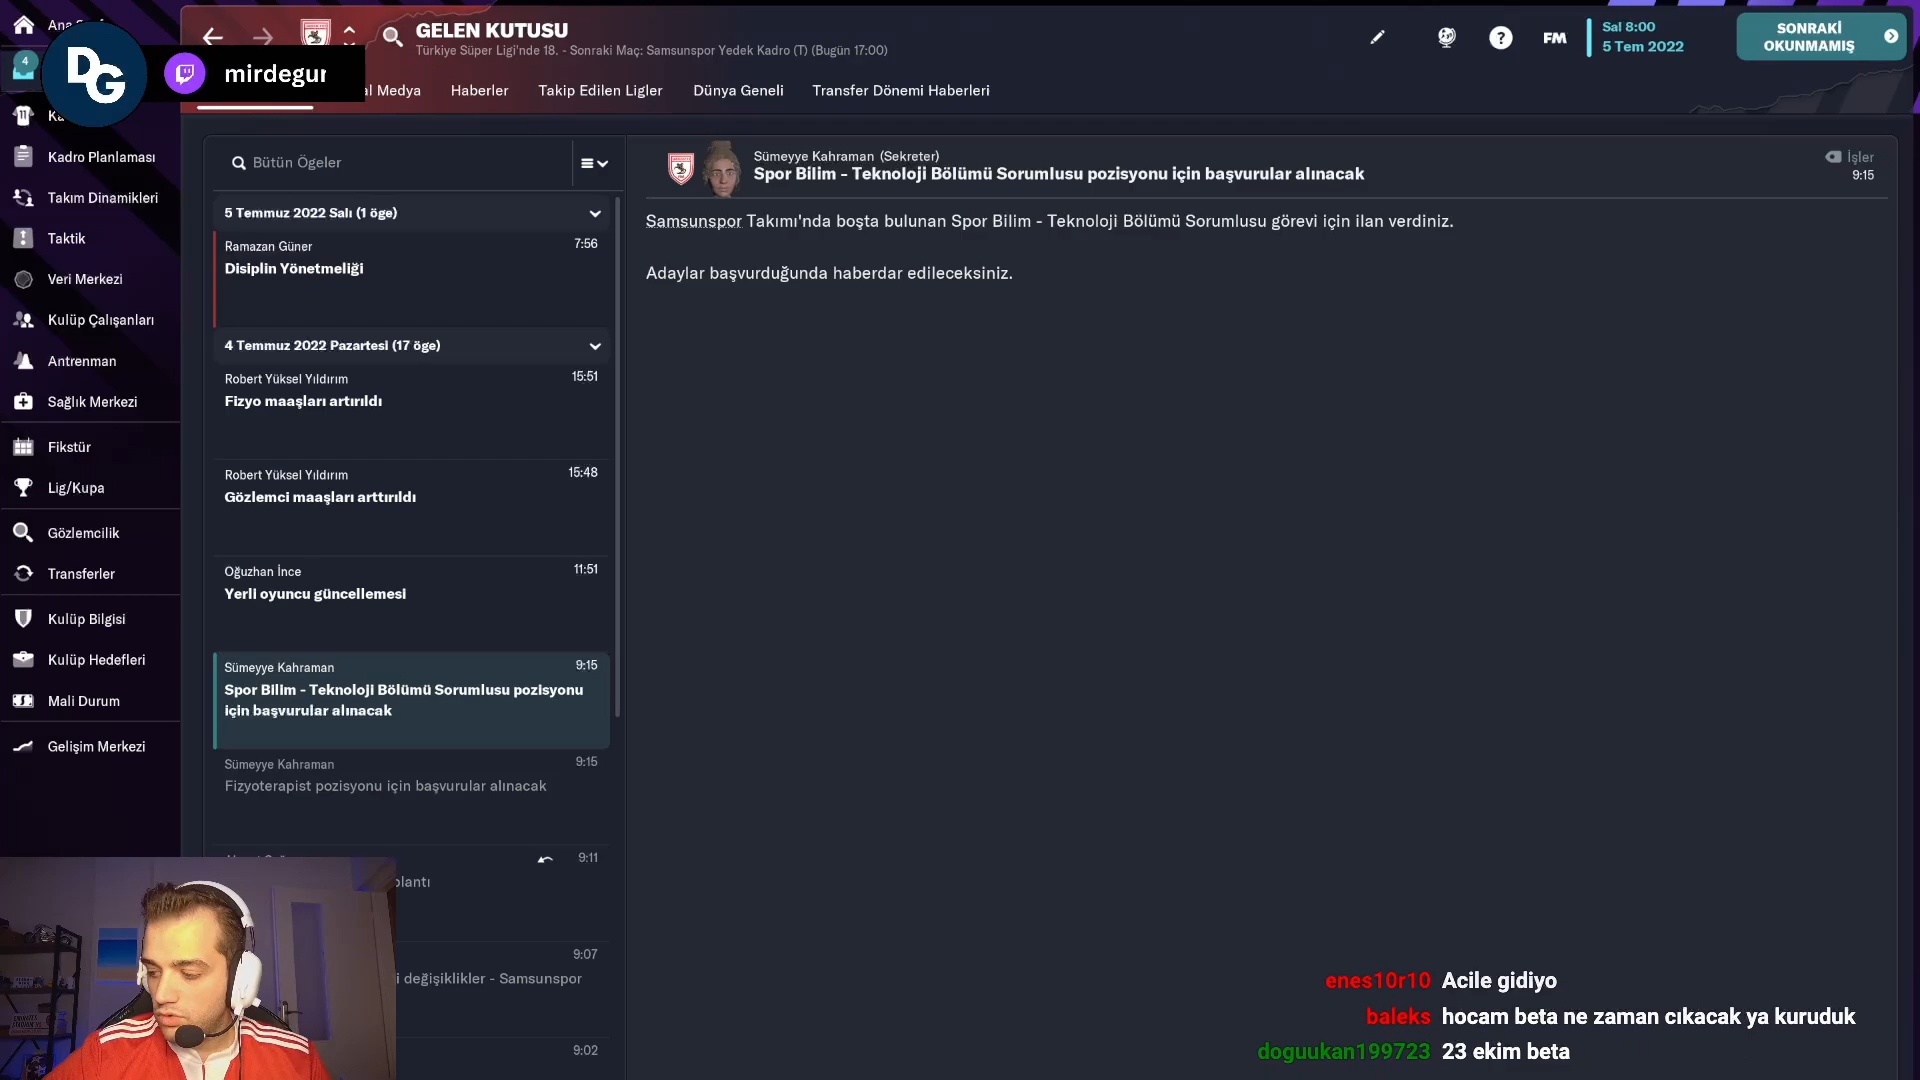 GELEN KUTUSU
Türkiye Süper Ligi'nde 18. - Sonraki Maç: Samsunspor Yedek Kadro (T) (Bugün 17:00)
FM
Sal 8:00
5 Tem 2022
SONRAKİ
OKUNMAMIŞ
4
DG
mirdegur
al Medya
Haberler
Takip Edilen Ligler
Dünya Geneli
Transfer Dönemi Haberleri
Kadro Planlaması
Takım Dinamikleri
Taktik
Veri Merkezi
Kulüp Çalışanları
Antrenman
Sağlık Merkezi
Fikstür
Lig/Kupa
Gözlemcilik
Transferler
Kulüp Bilgisi
Kulüp Hedefleri
Mali Durum
Gelişim Merkezi
Bütün Ögeler
5 Temmuz 2022 Salı (1 öge)
Ramazan Güner 7:56
Disiplin Yönetmeliği
4 Temmuz 2022 Pazartesi (17 öge)
Robert Yüksel Yıldırım 15:51
Fizyo maaşları artırıldı
Robert Yüksel Yıldırım 15:48
Gözlemci maaşları arttırıldı
Oğuzhan İnce 11:51
Yerli oyuncu güncellemesi
Sümeyye Kahraman 9:15
Spor Bilim - Teknoloji Bölümü Sorumlusu pozisyonu
için başvurular alınacak
Sümeyye Kahraman 9:15
Fizyoterapist pozisyonu için başvurular alınacak
9:11
plantı
9:07
i değişiklikler - Samsunspor
9:02
Sümeyye Kahraman (Sekreter)
Spor Bilim - Teknoloji Bölümü Sorumlusu pozisyonu için başvurular alınacak
İşler
9:15
Samsunspor Takımı'nda boşta bulunan Spor Bilim - Teknoloji Bölümü Sorumlusu görevi için ilan verdiniz.
Adaylar başvurduğunda haberdar edileceksiniz.
enes10r10 Acile gidiyo
baleks hocam beta ne zaman cıkacak ya kuruduk
doguukan199723 23 ekim beta